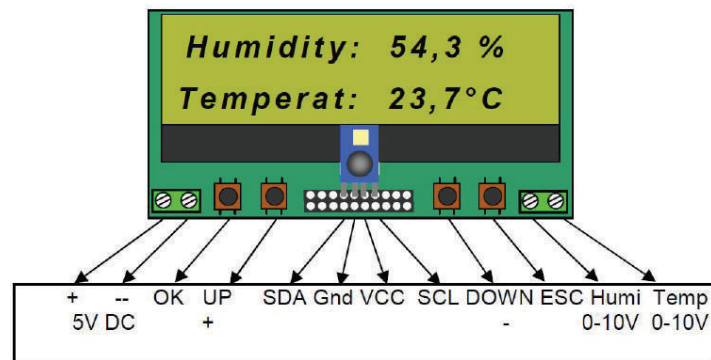 Humidity: 54,3 %
Temperat: 23,7°C
+ -- OK UP SDA Gnd VCC SCL DOWN ESC Humi Temp
5V DC + - 0-10V 0-10V